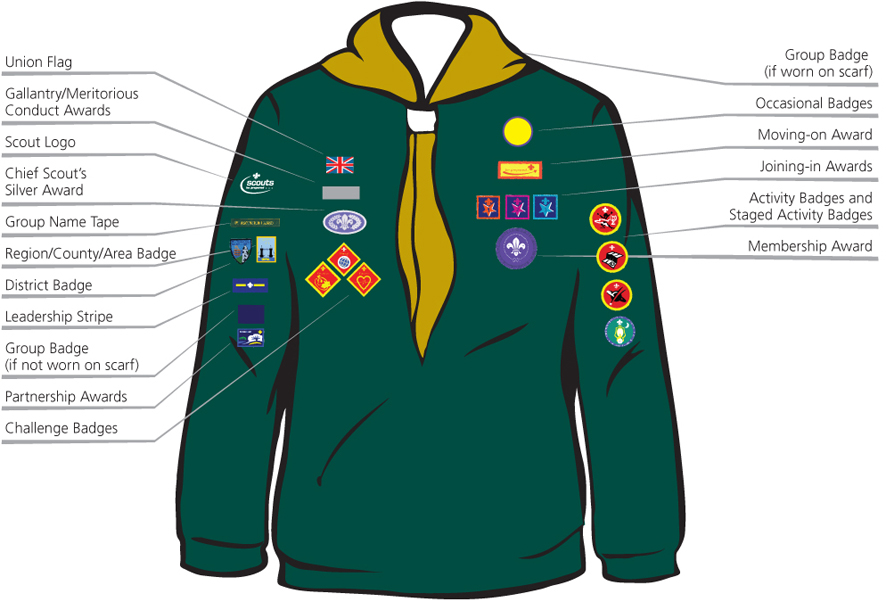 Union Flag
Gallantry/Meritorious
Conduct Awards
Scout Logo
Chief Scout's
Silver Award
Group Name Tape
Region/County/Area Badge
District Badge
Leadership Stripe
Group Badge
(if not worn on scarf)
Partnership Awards
Challenge Badges
scouts
be prepared...
Group Badge
(if worn on scarf)
Occasional Badges
Moving-on Award
Joining-in Awards
Activity Badges and
Staged Activity Badges
Membership Award